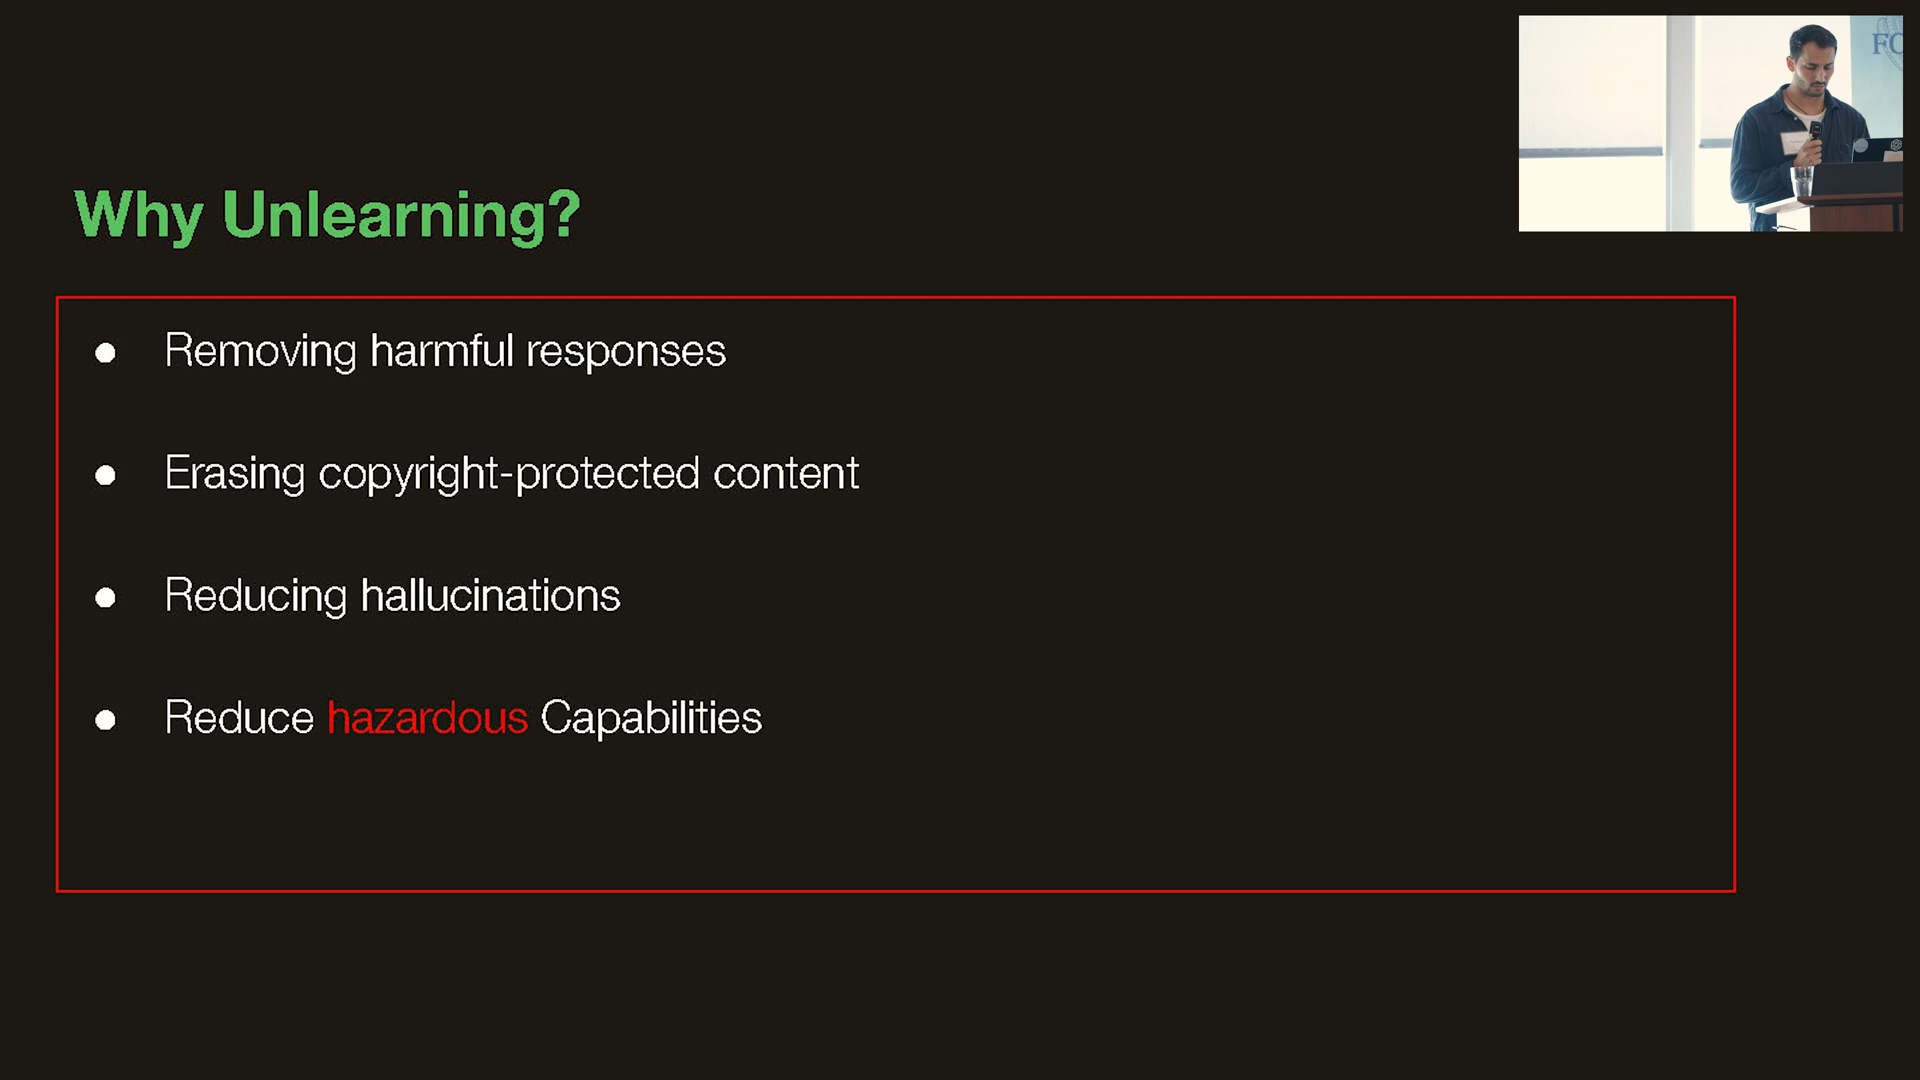 Why Unlearning?
● Removing harmful responses
● Erasing copyright-protected content
● Reducing hallucinations
● Reduce hazardous Capabilities